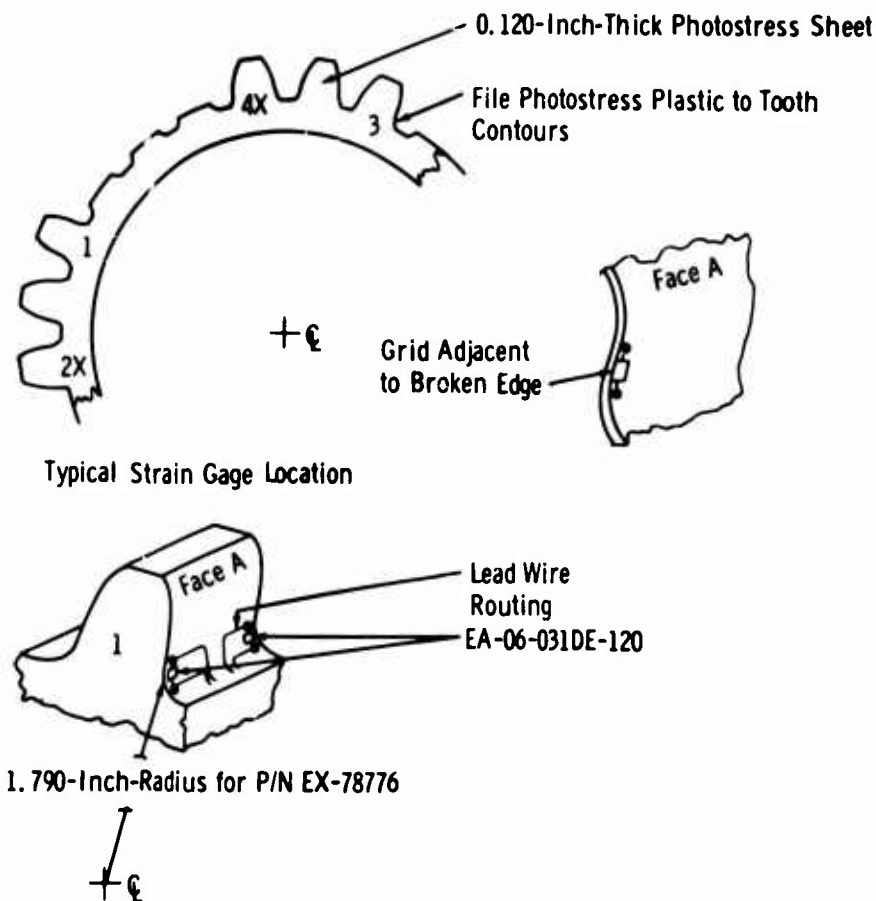 0.120-Inch-Thick Photostress Sheet
4X
3
File Photostress Plastic to Tooth
Contours
1
2X
℄
Face A
Grid Adjacent
to Broken Edge
Typical Strain Gage Location
Face A
1
Lead Wire
Routing
EA-06-031DE-120
1.790-Inch-Radius for P/N EX-78776
℄